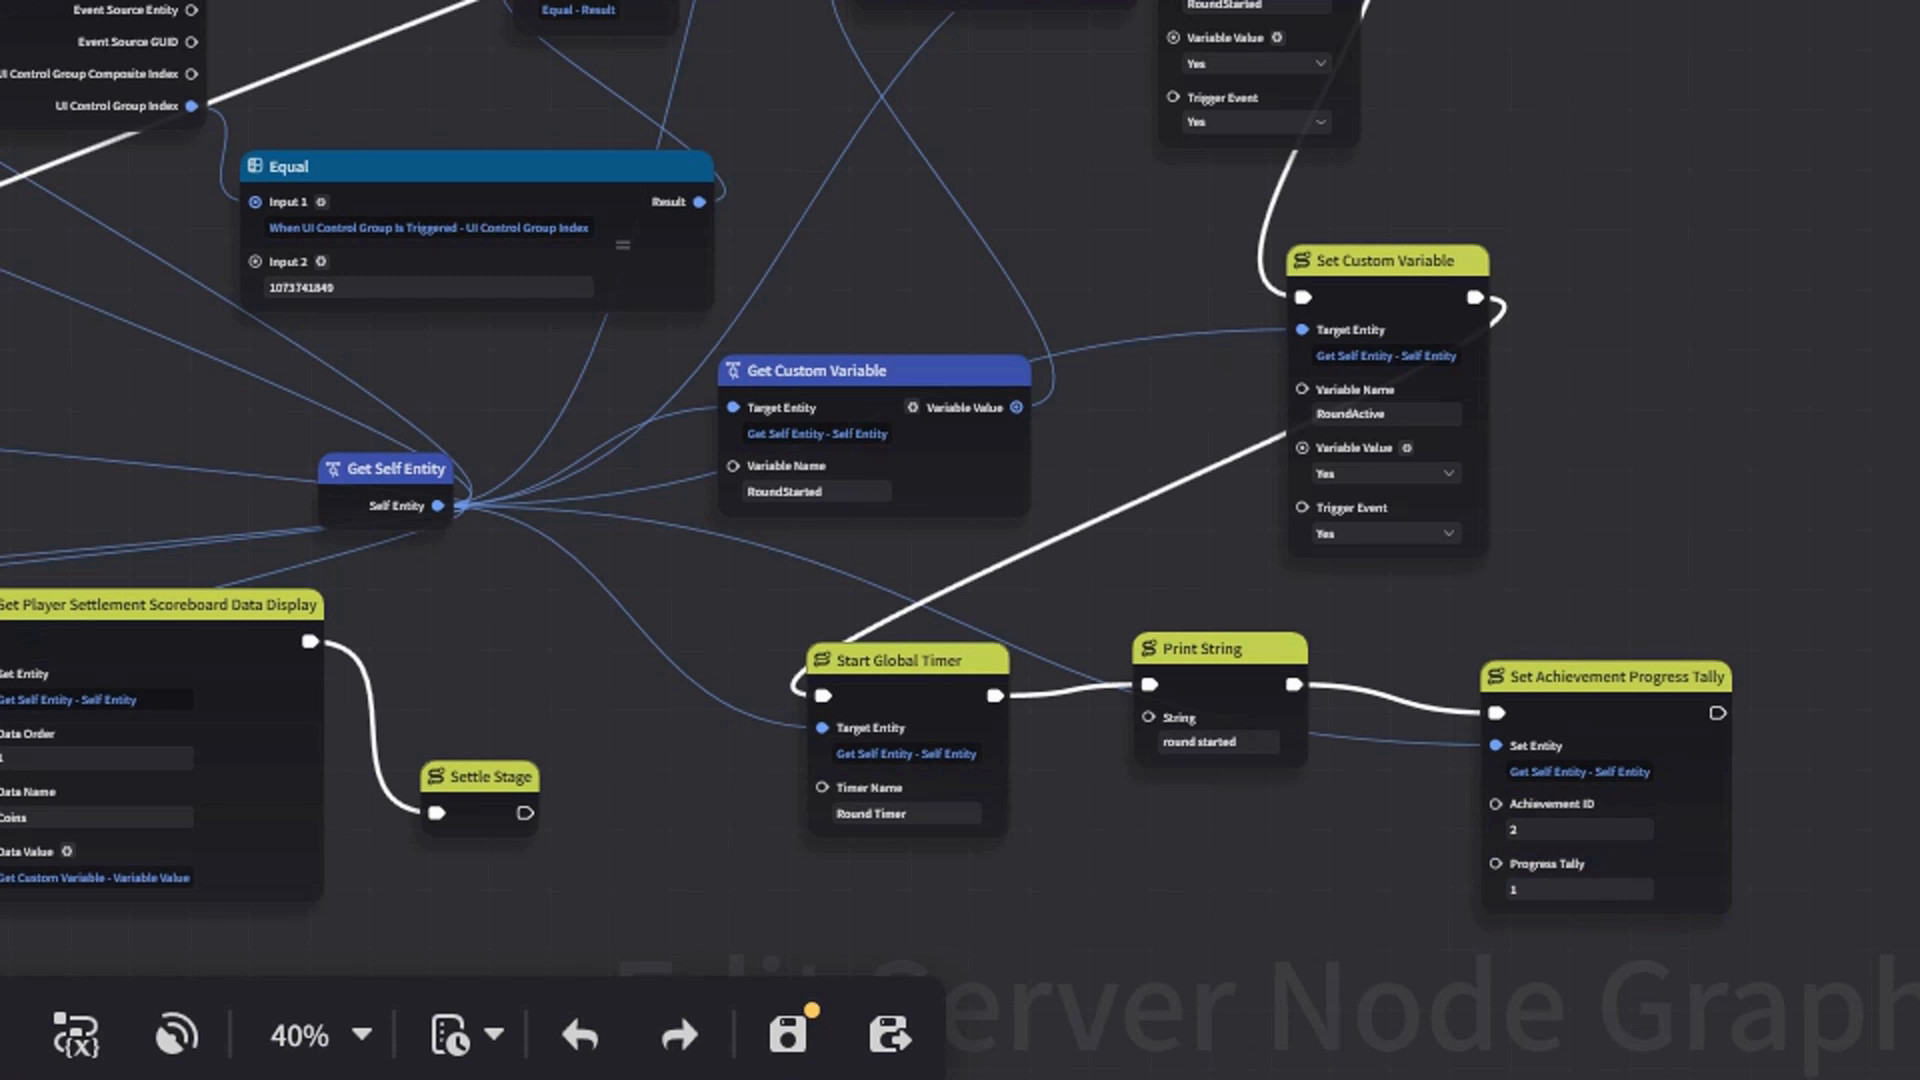 Event Source Entity
Event Source GUID
UI Control Group Composite Index
UI Control Group Index
Equal - Result
RoundStarted
Variable Value
Yes
Trigger Event
Yes
Equal
Input 1
Result
When UI Control Group Is Triggered - UI Control Group Index
=
Input 2
1073741849
Set Custom Variable
Target Entity
Get Self Entity - Self Entity
Variable Name
RoundActive
Variable Value
Yes
Trigger Event
Yes
Get Custom Variable
Target Entity
Variable Value
Get Self Entity - Self Entity
Variable Name
RoundStarted
Get Self Entity
Self Entity
Set Player Settlement Scoreboard Data Display
Set Entity
Get Self Entity - Self Entity
Data Order
1
Data Name
Coins
Data Value
Get Custom Variable - Variable Value
Settle Stage
Start Global Timer
Target Entity
Get Self Entity - Self Entity
Timer Name
Round Timer
Print String
String
round started
Set Achievement Progress Tally
Set Entity
Get Self Entity - Self Entity
Achievement ID
2
Progress Tally
1
Edit Server Node Graph
{x}
40%